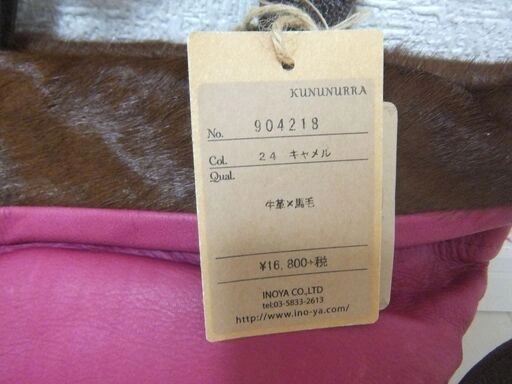 KUNUNURRA
No. 904218
Col. 24 キャメル
Qual.
牛革×馬毛
¥16,800+税
INOYA CO.,LTD
tel:03-5833-2613
http://www.ino-ya.com/